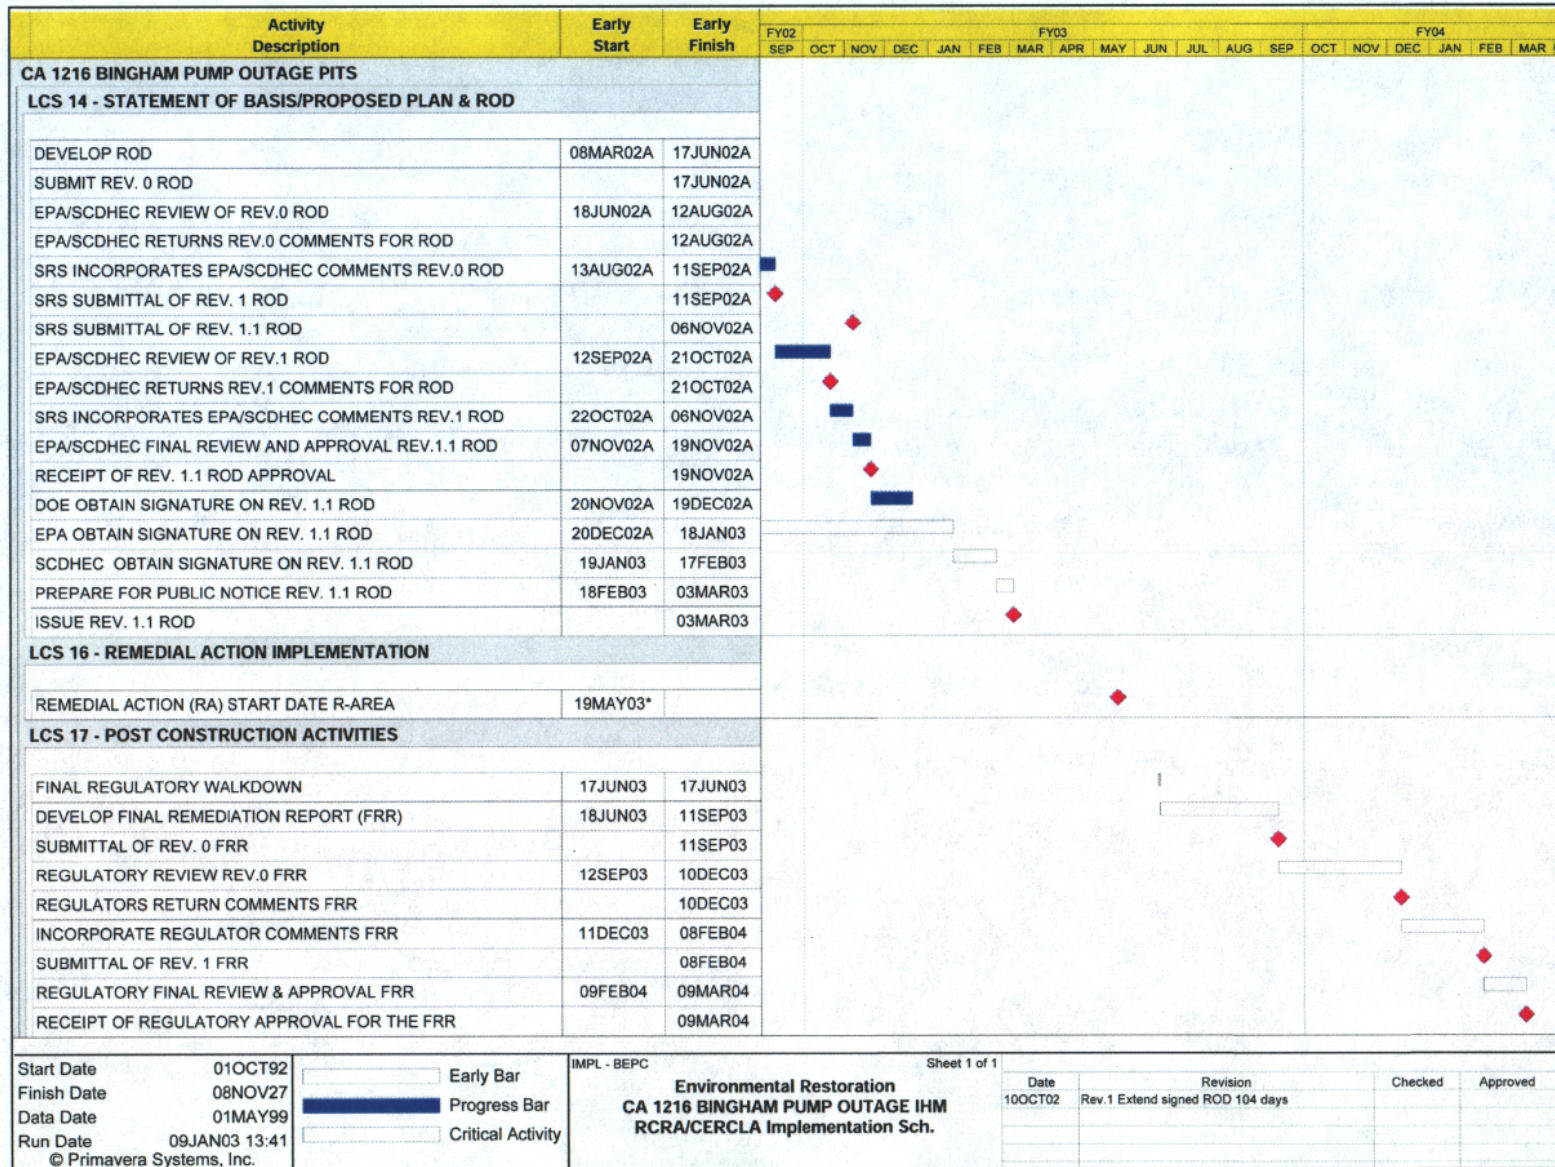 Activity Description Early Start Early Finish
FY02 FY03 FY04
SEP OCT NOV DEC JAN FEB MAR APR MAY JUN JUL AUG SEP OCT NOV DEC JAN FEB MAR
CA 1216 BINGHAM PUMP OUTAGE PITS
LCS 14 - STATEMENT OF BASIS/PROPOSED PLAN & ROD
DEVELOP ROD 08MAR02A 17JUN02A
SUBMIT REV. 0 ROD 17JUN02A
EPA/SCDHEC REVIEW OF REV.0 ROD 18JUN02A 12AUG02A
EPA/SCDHEC RETURNS REV.0 COMMENTS FOR ROD 12AUG02A
SRS INCORPORATES EPA/SCDHEC COMMENTS REV.0 ROD 13AUG02A 11SEP02A
SRS SUBMITTAL OF REV. 1 ROD 11SEP02A
SRS SUBMITTAL OF REV. 1.1 ROD 06NOV02A
EPA/SCDHEC REVIEW OF REV.1 ROD 12SEP02A 21OCT02A
EPA/SCDHEC RETURNS REV.1 COMMENTS FOR ROD 21OCT02A
SRS INCORPORATES EPA/SCDHEC COMMENTS REV.1 ROD 22OCT02A 06NOV02A
EPA/SCDHEC FINAL REVIEW AND APPROVAL REV.1.1 ROD 07NOV02A 19NOV02A
RECEIPT OF REV. 1.1 ROD APPROVAL 19NOV02A
DOE OBTAIN SIGNATURE ON REV. 1.1 ROD 20NOV02A 19DEC02A
EPA OBTAIN SIGNATURE ON REV. 1.1 ROD 20DEC02A 18JAN03
SCDHEC OBTAIN SIGNATURE ON REV. 1.1 ROD 19JAN03 17FEB03
PREPARE FOR PUBLIC NOTICE REV. 1.1 ROD 18FEB03 03MAR03
ISSUE REV. 1.1 ROD 03MAR03
LCS 16 - REMEDIAL ACTION IMPLEMENTATION
REMEDIAL ACTION (RA) START DATE R-AREA 19MAY03*
LCS 17 - POST CONSTRUCTION ACTIVITIES
FINAL REGULATORY WALKDOWN 17JUN03 17JUN03
DEVELOP FINAL REMEDIATION REPORT (FRR) 18JUN03 11SEP03
SUBMITTAL OF REV. 0 FRR 11SEP03
REGULATORY REVIEW REV.0 FRR 12SEP03 10DEC03
REGULATORS RETURN COMMENTS FRR 10DEC03
INCORPORATE REGULATOR COMMENTS FRR 11DEC03 08FEB04
SUBMITTAL OF REV. 1 FRR 08FEB04
REGULATORY FINAL REVIEW & APPROVAL FRR 09FEB04 09MAR04
RECEIPT OF REGULATORY APPROVAL FOR THE FRR 09MAR04
Start Date 01OCT92
Finish Date 08NOV27
Data Date 01MAY99
Run Date 09JAN03 13:41
© Primavera Systems, Inc.
Early Bar
Progress Bar
Critical Activity
IMPL - BEPC Sheet 1 of 1
Environmental Restoration
CA 1216 BINGHAM PUMP OUTAGE IHM
RCRA/CERCLA Implementation Sch.
Date Revision Checked Approved
10OCT02 Rev.1 Extend signed ROD 104 days